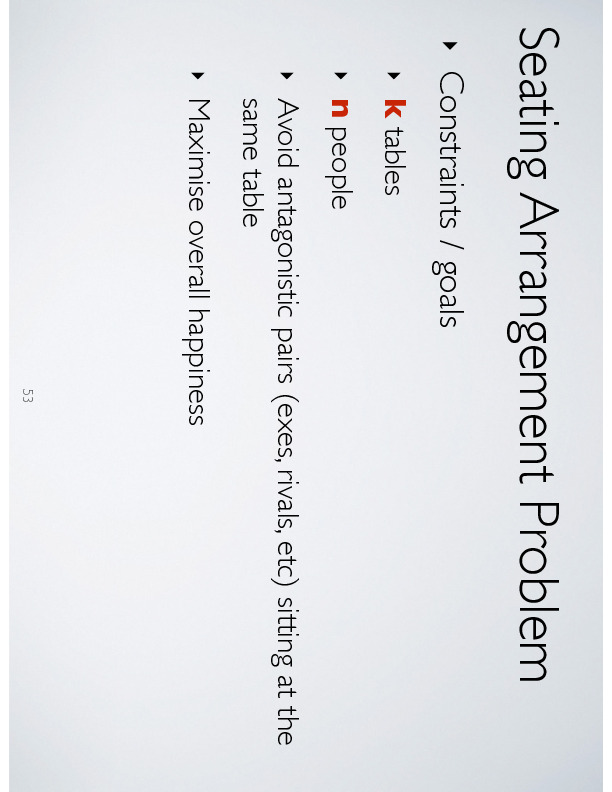 Seating Arrangement Problem
‣ Constraints / goals
‣ k tables
‣ n people
‣ Avoid antagonistic pairs (exes, rivals, etc) sitting at the
same table
‣ Maximise overall happiness
53